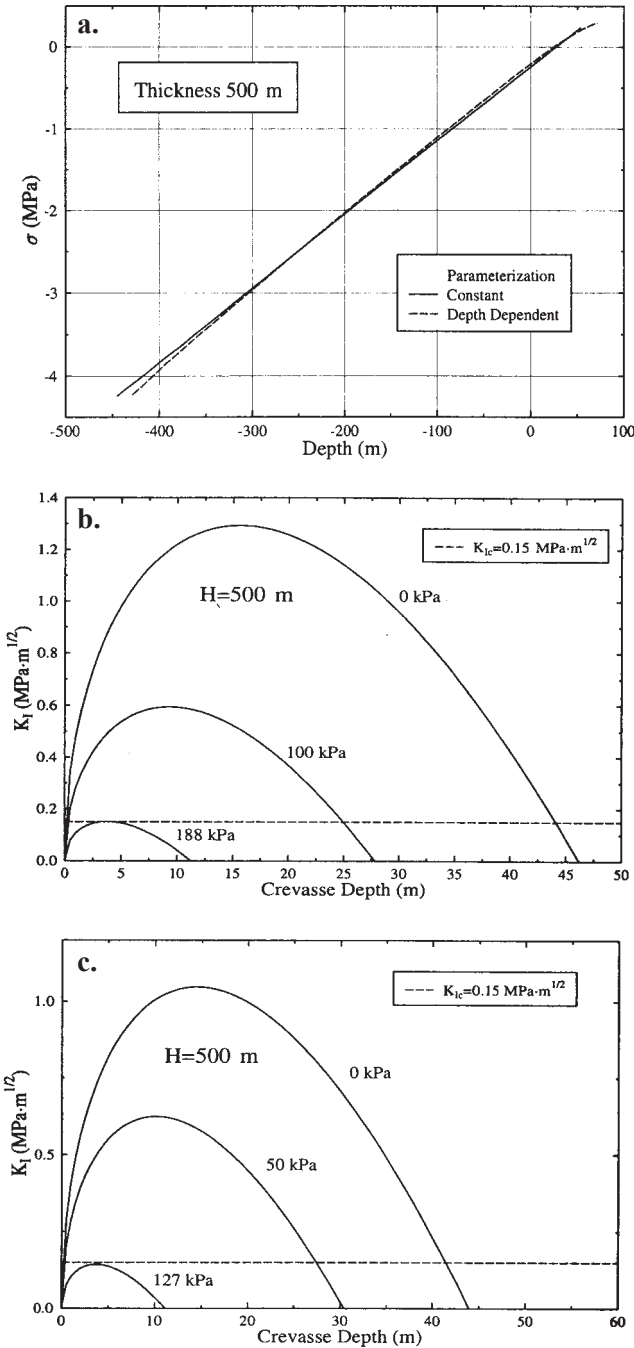 a.
Thickness 500 m
σ (MPa)
0
-1
-2
-3
-4
Parameterization
Constant
Depth Dependent
-500
-400
-300
-200
-100
0
100
Depth (m)
b.
K_I (MPa·m^1/2)
1.4
1.2
1.0
0.8
0.6
0.4
0.2
0.0
K_Ic=0.15 MPa·m^1/2
H=500 m
0 kPa
100 kPa
188 kPa
0
5
10
15
20
25
30
35
40
45
50
Crevasse Depth (m)
c.
K_I (MPa·m^1/2)
1.0
0.5
0.0
K_Ic=0.15 MPa·m^1/2
H=500 m
0 kPa
50 kPa
127 kPa
0
10
20
30
40
50
60
Crevasse Depth (m)